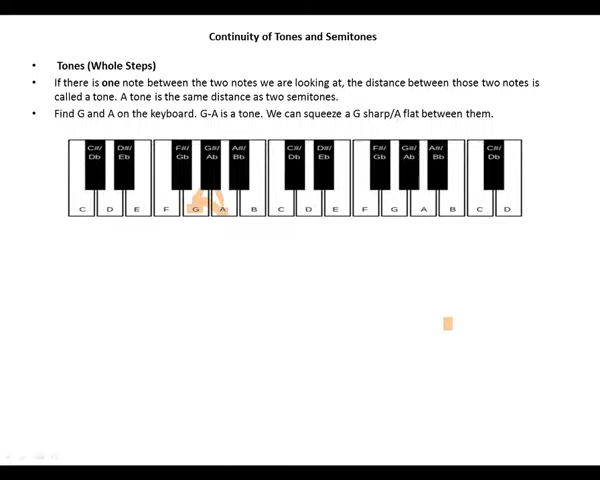 Continuity of Tones and Semitones
• Tones (Whole Steps)
• If there is one note between the two notes we are looking at, the distance between those two notes is
called a tone. A tone is the same distance as two semitones.
• Find G and A on the keyboard. G-A is a tone. We can squeeze a G sharp/A flat between them.
C#/ D#/ F#/ G#/ A#/ C#/ D#/ F#/ G#/ A#/ C#/
Db Eb Gb Ab Bb Db Eb Gb Ab Bb Db
C D E F G A B C D E F G A B C D